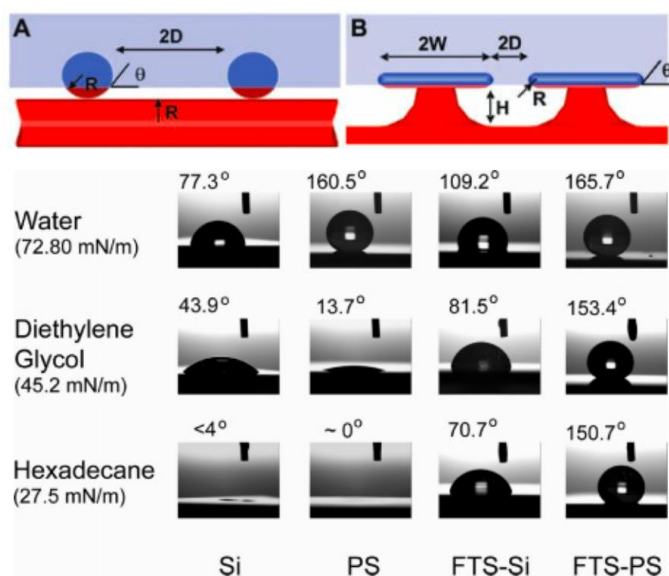 A
2D
R
θ
R
B
2W
2D
θ
R
H
77.3° 160.5° 109.2° 165.7°
Water
(72.80 mN/m)
43.9° 13.7° 81.5° 153.4°
Diethylene
Glycol
(45.2 mN/m)
<4° ~ 0° 70.7° 150.7°
Hexadecane
(27.5 mN/m)
Si PS FTS-Si FTS-PS